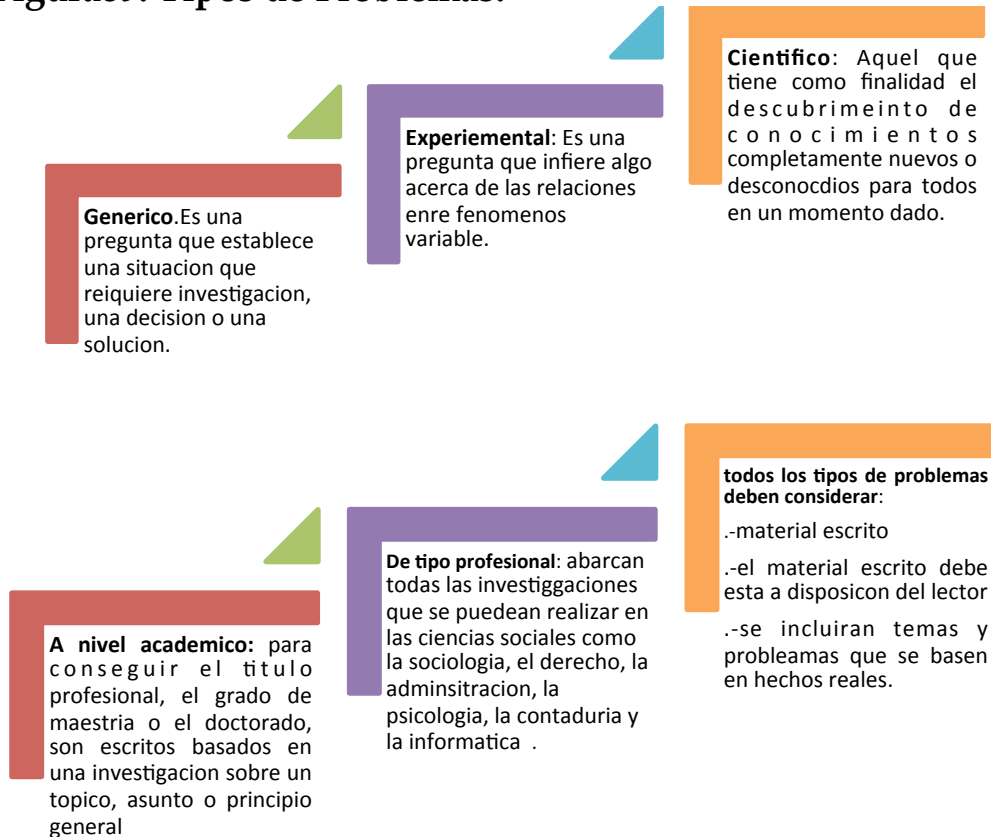 Tipos de Problemas.
Generico.Es una
pregunta que establece
una situacion que
reiquiere investigacion,
una decision o una
solucion.
Experiemental: Es una
pregunta que infiere algo
acerca de las relaciones
enre fenomenos
variable.
Científico: Aquel que
tiene como finalidad el
descubrimeinto de
conocimientos
completamente nuevos o
desconocdios para todos
en un momento dado.
A nivel academico: para
conseguir el titulo
profesional, el grado de
maestria o el doctorado,
son escritos basados en
una investigacion sobre un
topico, asunto o principio
general
De tipo profesional: abarcan
todas las investiggaciones
que se puedean realizar en
las ciencias sociales como
la sociologia, el derecho, la
adminsitracion, la
psicologia, la contaduria y
la informatica .
todos los tipos de problemas
deben considerar:
.-material escrito
.-el material escrito debe
esta a disposicon del lector
.-se incluiran temas y
probleamas que se basen
en hechos reales.